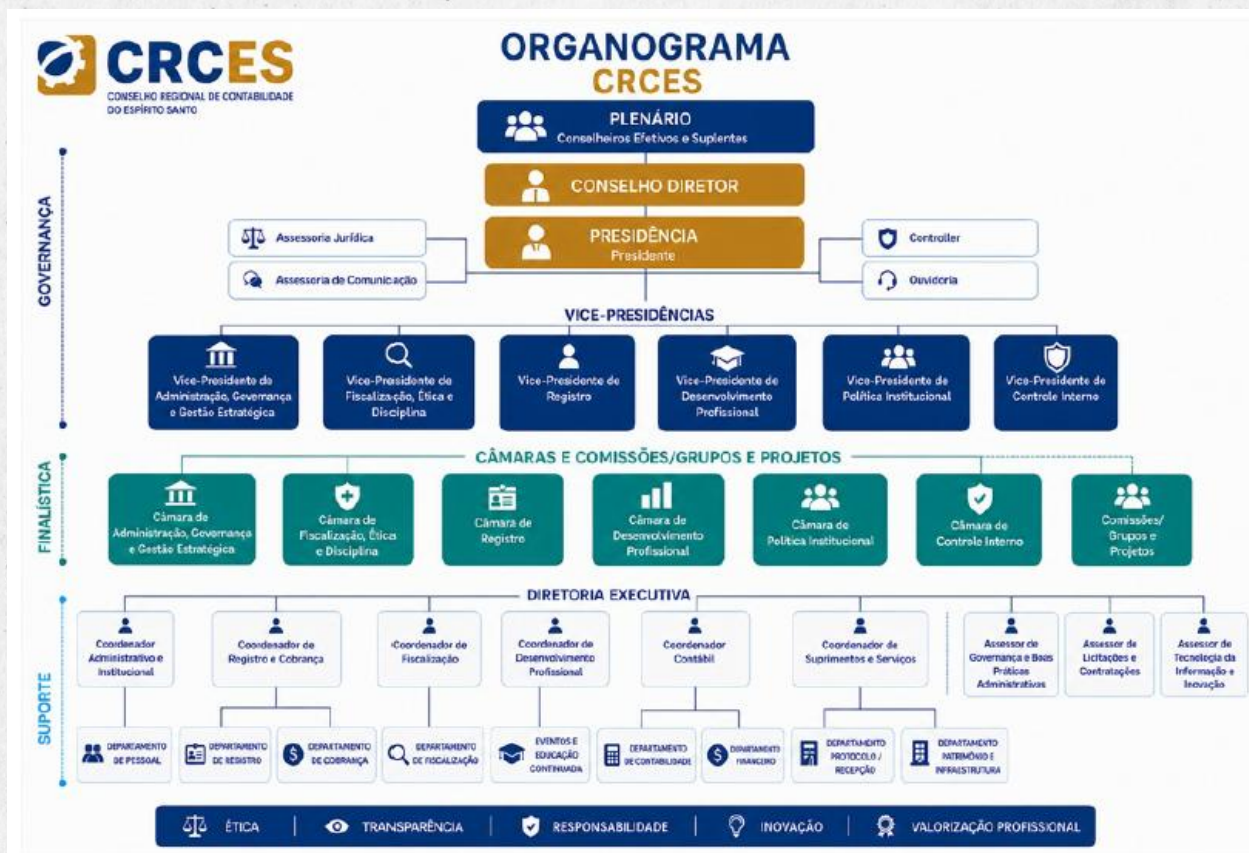 CRCES
CONSELHO REGIONAL DE CONTABILIDADE
DO ESPÍRITO SANTO
ORGANOGRAMA
CRCES
PLENÁRIO
Conselheiros Efetivos e Suplentes
CONSELHO DIRETOR
PRESIDÊNCIA
Presidente
Assessoria Jurídica
Assessoria de Comunicação
Controller
Ouvidoria
GOVERNANÇA
VICE-PRESIDÊNCIAS
Vice-Presidente de
Administração, Governança
e Gestão Estratégica
Vice-Presidente de
Fiscalização, Ética e
Disciplina
Vice-Presidente de
Registro
Vice-Presidente de
Desenvolvimento
Profissional
Vice-Presidente de
Política Institucional
Vice-Presidente de
Controle Interno
FINALÍSTICA
CÂMARAS E COMISSÕES/GRUPOS E PROJETOS
Câmara de
Administração, Governança
e Gestão Estratégica
Câmara de
Fiscalização, Ética
e Disciplina
Câmara de
Registro
Câmara de
Desenvolvimento
Profissional
Câmara de
Política Institucional
Câmara de
Controle Interno
Comissões/
Grupos e
Projetos
SUPORTE
DIRETORIA EXECUTIVA
Coordenador
Administrativo e
Institucional
Coordenador de
Registro e Cobrança
Coordenador de
Fiscalização
Coordenador de
Desenvolvimento
Profissional
Coordenador
Contábil
Coordenador de
Suprimentos e Serviços
Assessor de
Governança e Boas
Práticas
Administrativas
Assessor de
Licitações e
Contratações
Assessor de
Tecnologia da
Informação e
Inovação
DEPARTAMENTO
DE PESSOAL
DEPARTAMENTO
DE REGISTRO
DEPARTAMENTO
DE COBRANÇA
DEPARTAMENTO
DE FISCALIZAÇÃO
EVENTOS E
EDUCAÇÃO
CONTINUADA
DEPARTAMENTO
DE CONTABILIDADE
DEPARTAMENTO
FINANCEIRO
DEPARTAMENTO
PROTOCOLO /
RECEPÇÃO
DEPARTAMENTO
PATRIMÔNIO E
INFRAESTRUTURA
ÉTICA
TRANSPARÊNCIA
RESPONSABILIDADE
INOVAÇÃO
VALORIZAÇÃO PROFISSIONAL